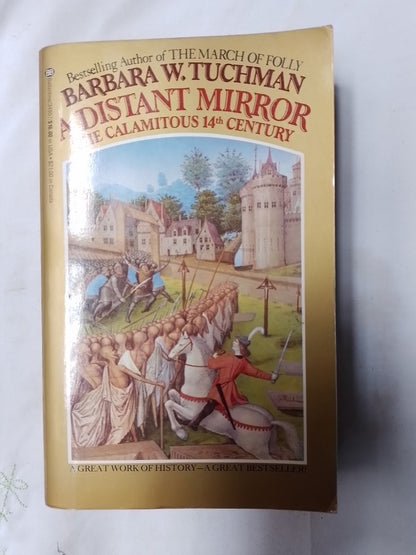 Bestselling Author of THE MARCH OF FOLLY
BARBARA W. TUCHMAN
A DISTANT MIRROR
THE CALAMITOUS 14th CENTURY
A GREAT WORK OF HISTORY—A GREAT BESTSELLER!